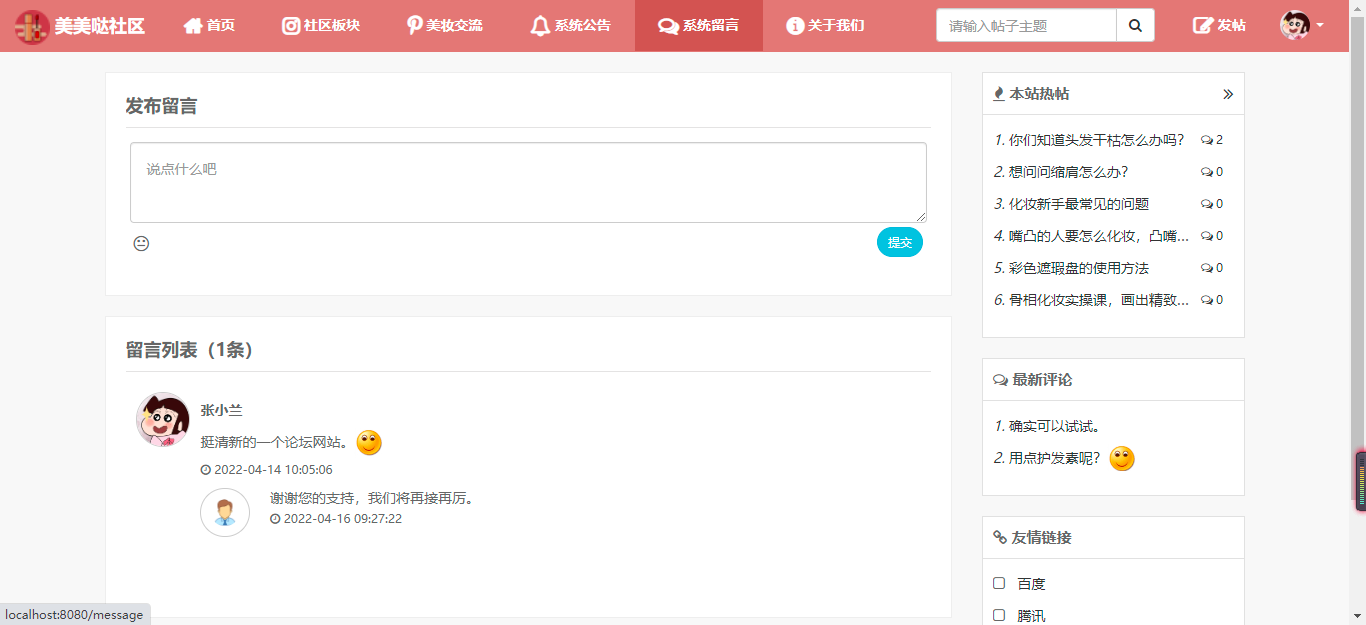 美美哒社区 首页 社区板块 美妆交流 系统公告 系统留言 关于我们 请输入帖子主题 发帖
发布留言
说点什么吧
提交
留言列表（1条）
张小兰
挺清新的一个论坛网站。
2022-04-14 10:05:06
谢谢您的支持，我们将再接再厉。
2022-04-16 09:27:22
本站热帖
1. 你们知道头发干枯怎么办吗? 2
2. 想问问缩肩怎么办? 0
3. 化妆新手最常见的问题 0
4. 嘴凸的人要怎么化妆，凸嘴... 0
5. 彩色遮瑕盘的使用方法 0
6. 骨相化妆实操课，画出精致... 0
最新评论
1. 确实可以试试。
2. 用点护发素呢?
友情链接
百度
腾讯
localhost:8080/message